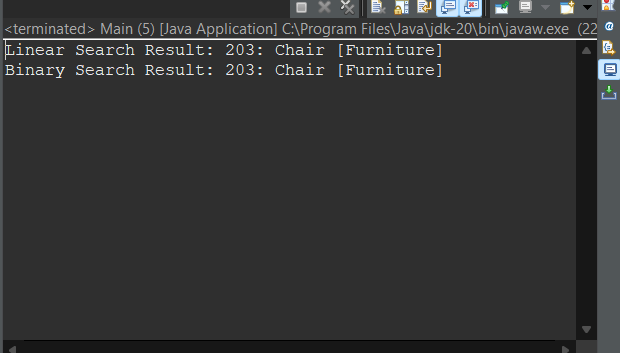 <terminated> Main (5) [Java Application] C:\Program Files\Java\jdk-20\bin\javaw.exe (22
Linear Search Result: 203: Chair [Furniture]
Binary Search Result: 203: Chair [Furniture]